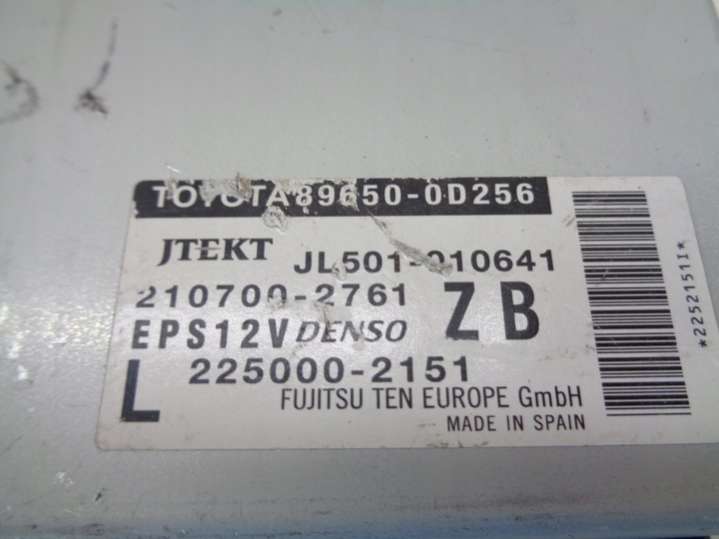 TOYOTA 89650-0D256
JTEKT JL501-010641
210700-2761 ZB
EPS12V DENSO
L 225000-2151
FUJITSU TEN EUROPE GmbH
MADE IN SPAIN
*2252151I*